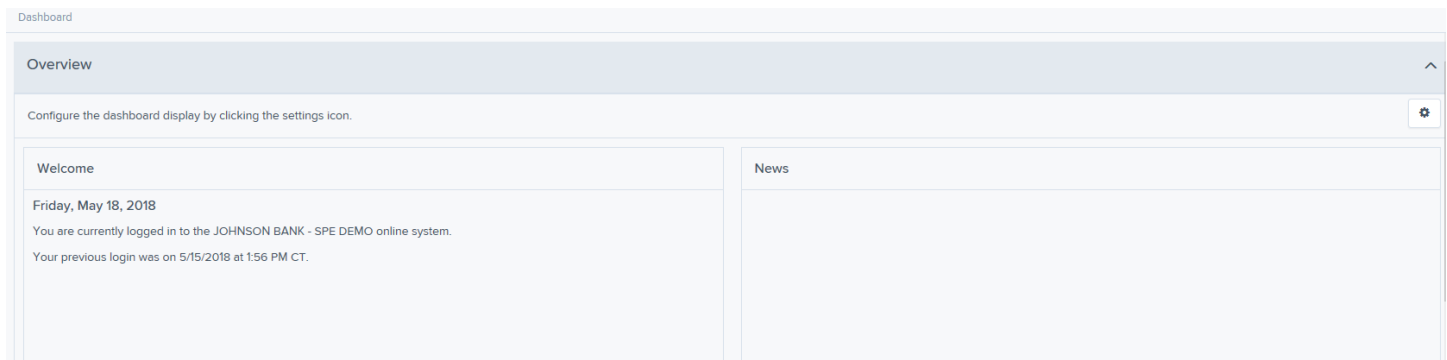 Dashboard
Overview
Configure the dashboard display by clicking the settings icon.
Welcome
News
Friday, May 18, 2018
You are currently logged in to the JOHNSON BANK - SPE DEMO online system.
Your previous login was on 5/15/2018 at 1:56 PM CT.